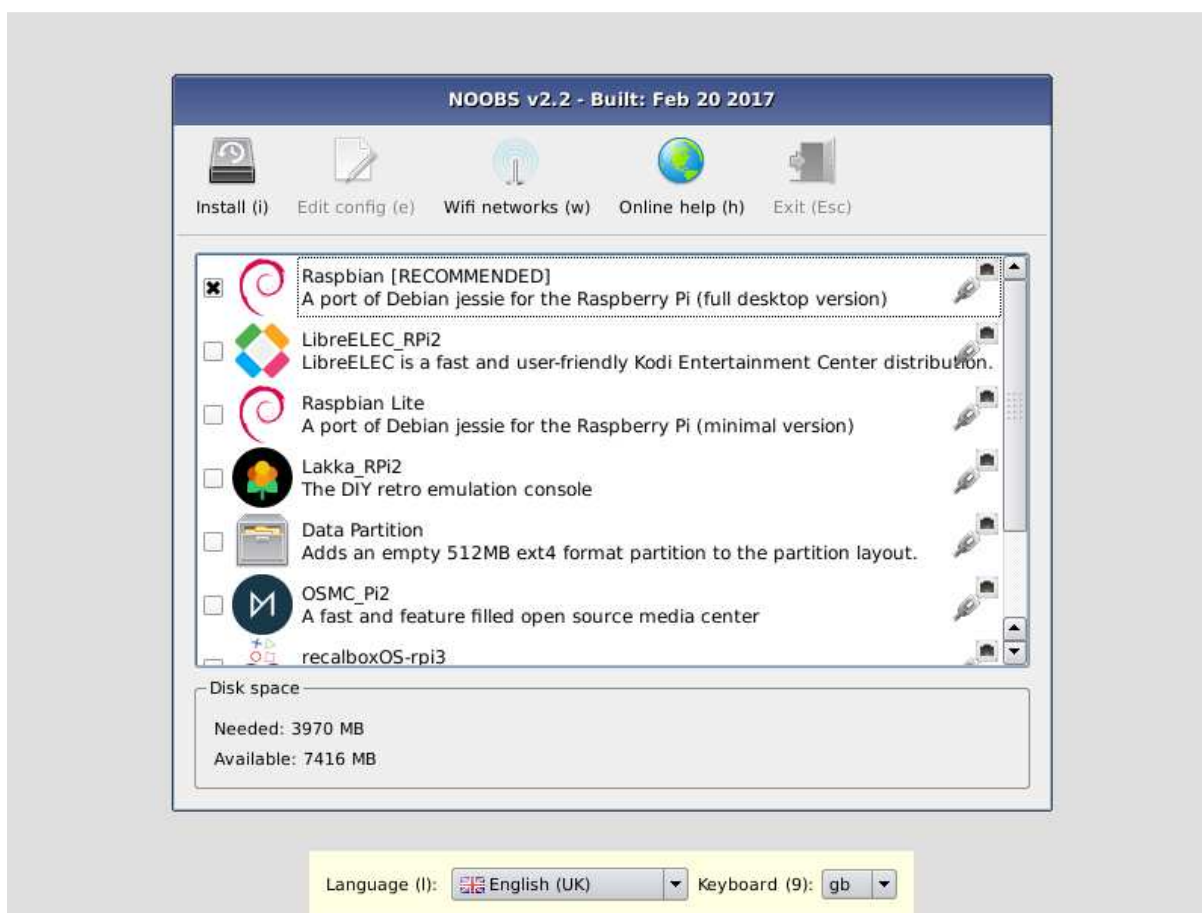 NOOBS v2.2 - Built: Feb 20 2017
Install (i) Edit config (e) Wifi networks (w) Online help (h) Exit (Esc)
Raspbian [RECOMMENDED]
A port of Debian jessie for the Raspberry Pi (full desktop version)
LibreELEC_RPi2
LibreELEC is a fast and user-friendly Kodi Entertainment Center distribution.
Raspbian Lite
A port of Debian jessie for the Raspberry Pi (minimal version)
Lakka_RPi2
The DIY retro emulation console
Data Partition
Adds an empty 512MB ext4 format partition to the partition layout.
OSMC_Pi2
A fast and feature filled open source media center
recalboxOS-rpi3
Disk space
Needed: 3970 MB
Available: 7416 MB
Language (l): English (UK) Keyboard (9): gb